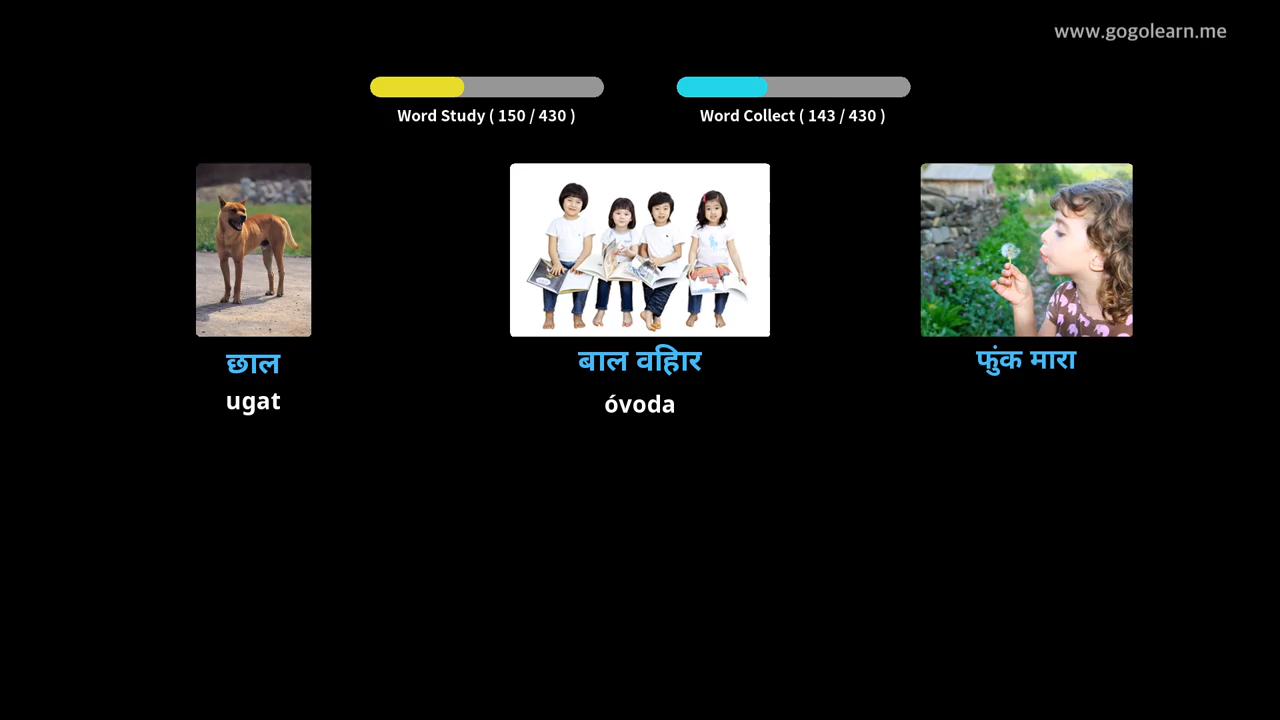 www.gogolearn.me
Word Study ( 150 / 430 )
Word Collect ( 143 / 430 )
छाल
बाल वहिार
फुंक मारा
ugat
óvoda